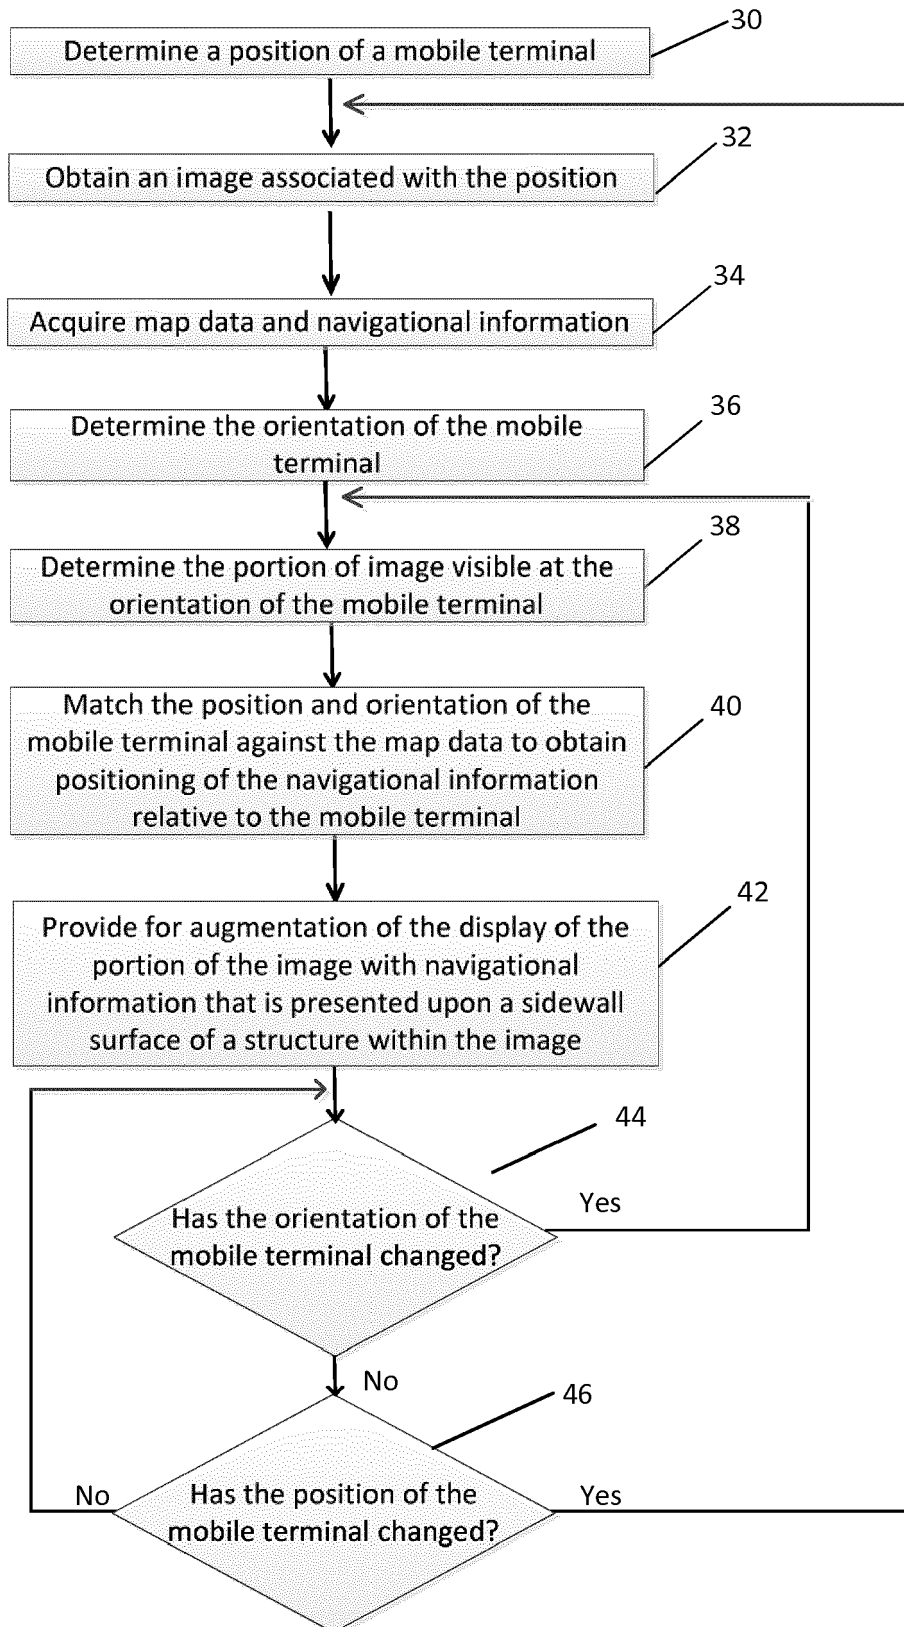 30
Determine a position of a mobile terminal
32
Obtain an image associated with the position
34
Acquire map data and navigational information
36
Determine the orientation of the mobile
terminal
38
Determine the portion of image visible at the
orientation of the mobile terminal
40
Match the position and orientation of the
mobile terminal against the map data to obtain
positioning of the navigational information
relative to the mobile terminal
42
Provide for augmentation of the display of the
portion of the image with navigational
information that is presented upon a sidewall
surface of a structure within the image
44
Yes
Has the orientation of the
mobile terminal changed?
No
46
No
Has the position of the
mobile terminal changed?
Yes